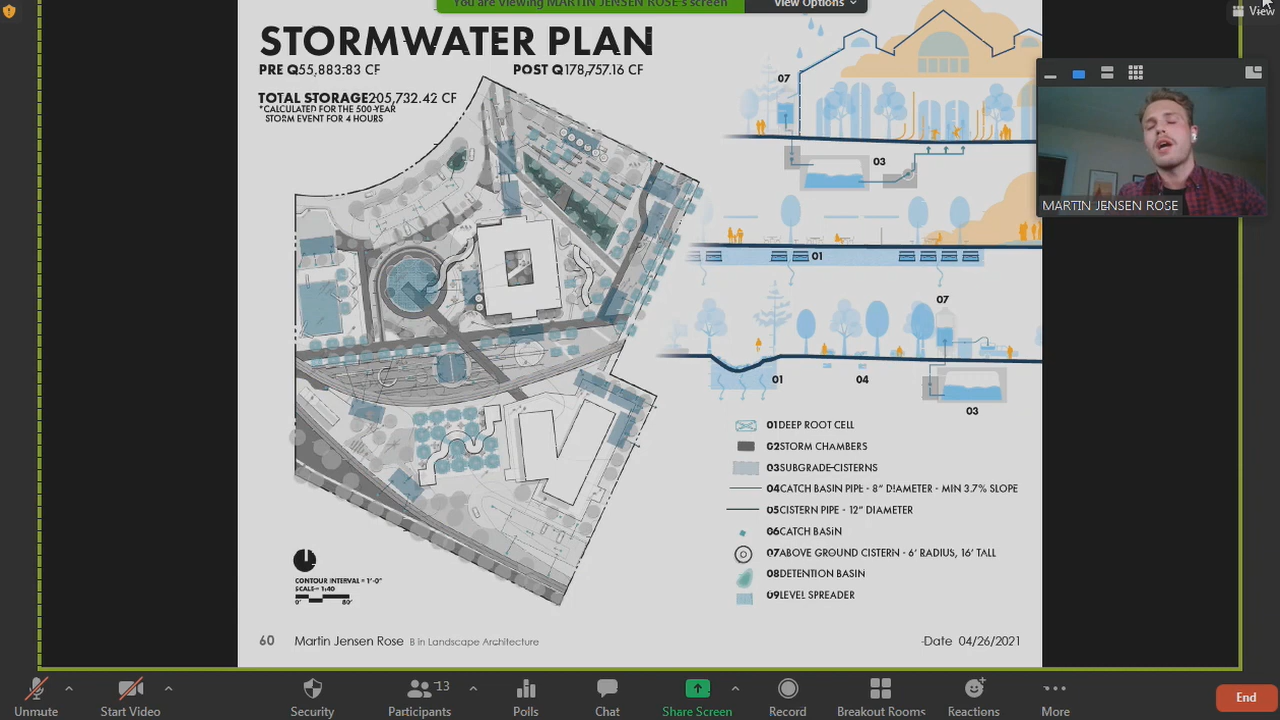 You are viewing MARTIN JENSEN ROSE's screen
View Options
View
STORMWATER PLAN
PRE Q55,883.83 CF
POST Q178,757.16 CF
TOTAL STORAGE205,732.42 CF
*CALCULATED FOR THE 500-YEAR
STORM EVENT FOR 4 HOURS
07
03
MARTIN JENSEN ROSE
01
07
01
04
03
01DEEP ROOT CELL
02STORM CHAMBERS
03SUBGRADE CISTERNS
04CATCH BASIN PIPE - 8" DIAMETER - MIN 3.7% SLOPE
05CISTERN PIPE - 12" DIAMETER
06CATCH BASIN
07ABOVE GROUND CISTERN - 6' RADIUS, 16' TALL
08DETENTION BASIN
09LEVEL SPREADER
CONTOUR INTERVAL = 1'-0"
SCALE= 1:40
0' 80'
60 Martin Jensen Rose B in Landscape Architecture
Date 04/26/2021
13
Unmute
Start Video
Security
Participants
Polls
Chat
Share Screen
Record
Breakout Rooms
Reactions
More
End